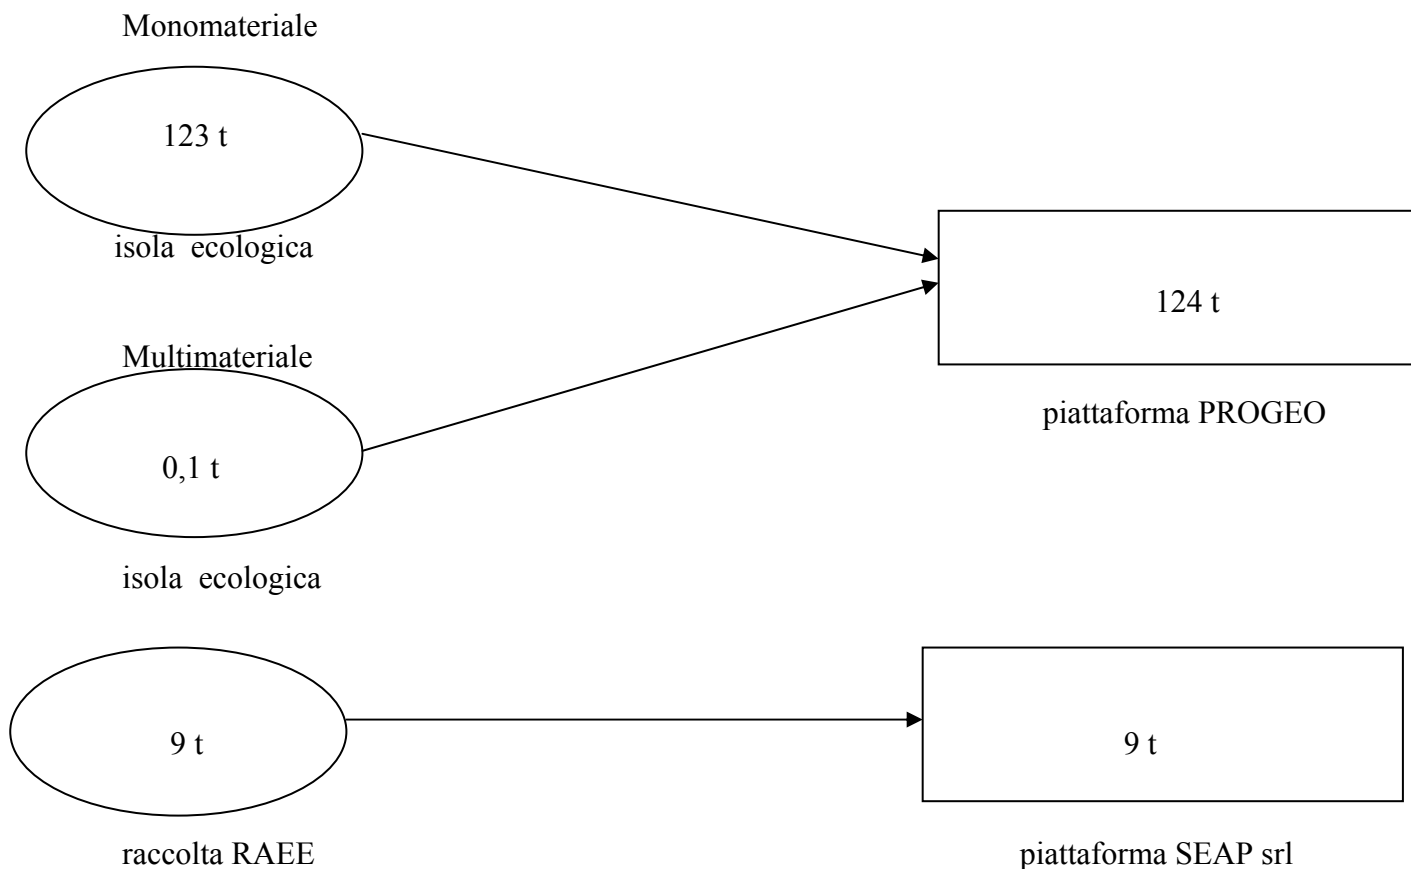 Monomateriale
123 t
isola ecologica
124 t
Multimateriale
piattaforma PROGEO
0,1 t
isola ecologica
9 t
9 t
raccolta RAEE
piattaforma SEAP srl